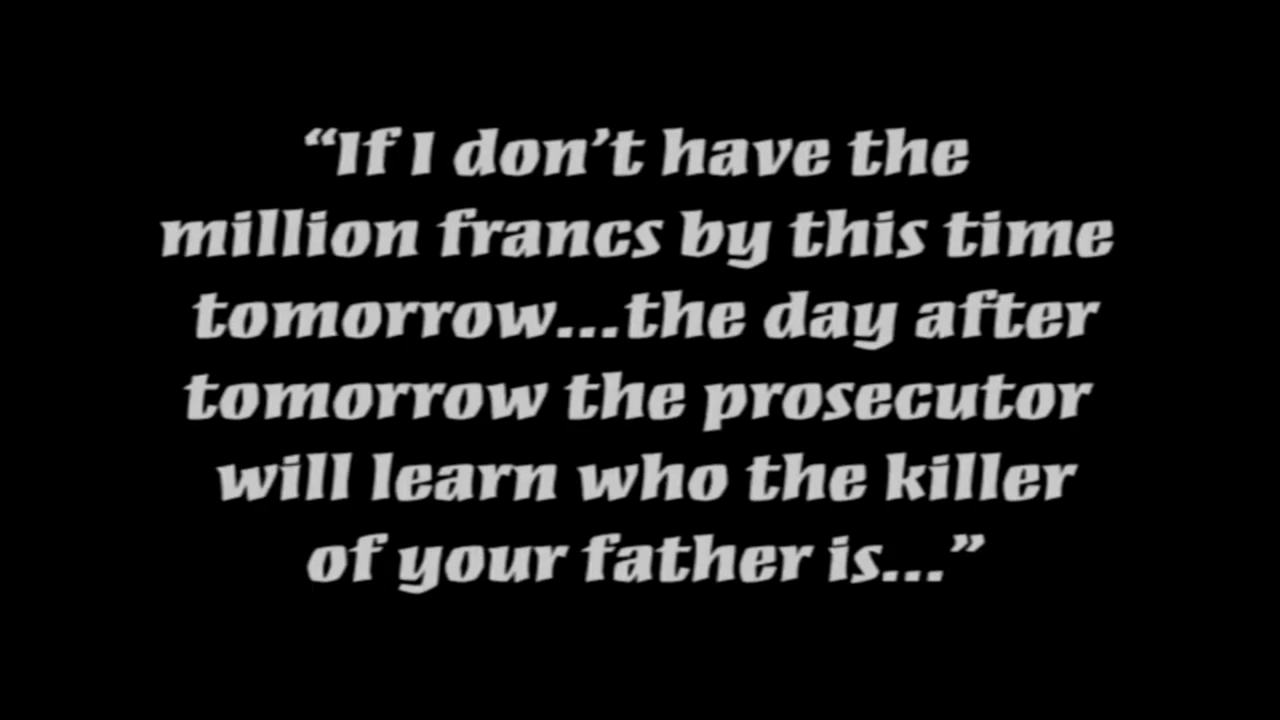 “If I don’t have the
million francs by this time
tomorrow...the day after
tomorrow the prosecutor
will learn who the killer
of your father is...”